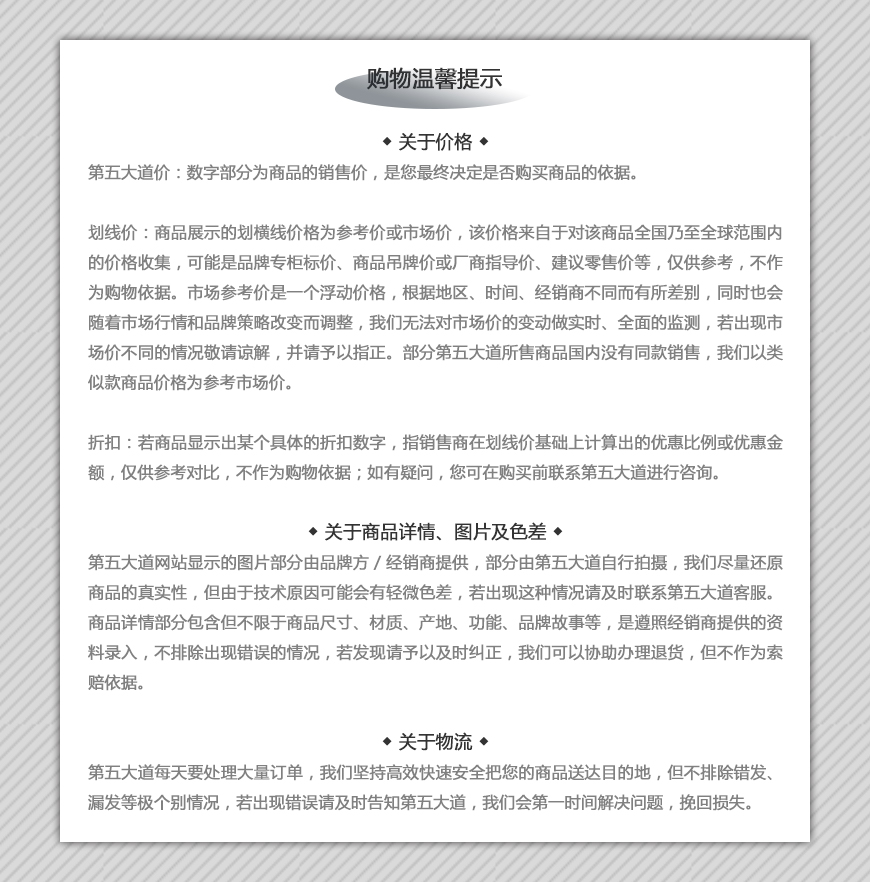 购物温馨提示
◆ 关于价格 ◆
第五大道价：数字部分为商品的销售价，是您最终决定是否购买商品的依据。
划线价：商品展示的划横线价格为参考价或市场价，该价格来自于对该商品全国乃至全球范围内
的价格收集，可能是品牌专柜标价、商品吊牌价或厂商指导价、建议零售价等，仅供参考，不作
为购物依据。市场参考价是一个浮动价格，根据地区、时间、经销商不同而有所差别，同时也会
随着市场行情和品牌策略改变而调整，我们无法对市场价的变动做实时、全面的监测，若出现市
场价不同的情况敬请谅解，并请予以指正。部分第五大道所售商品国内没有同款销售，我们以类
似款商品价格为参考市场价。
折扣：若商品显示出某个具体的折扣数字，指销售商在划线价基础上计算出的优惠比例或优惠金
额，仅供参考对比，不作为购物依据；如有疑问，您可在购买前联系第五大道进行咨询。
◆ 关于商品详情、图片及色差 ◆
第五大道网站显示的图片部分由品牌方 / 经销商提供，部分由第五大道自行拍摄，我们尽量还原
商品的真实性，但由于技术原因可能会有轻微色差，若出现这种情况请及时联系第五大道客服。
商品详情部分包含但不限于商品尺寸、材质、产地、功能、品牌故事等，是遵照经销商提供的资
料录入，不排除出现错误的情况，若发现请予以及时纠正，我们可以协助办理退货，但不作为索
赔依据。
◆ 关于物流 ◆
第五大道每天要处理大量订单，我们坚持高效快速安全把您的商品送达目的地，但不排除错发、
漏发等极个别情况，若出现错误请及时告知第五大道，我们会第一时间解决问题，挽回损失。